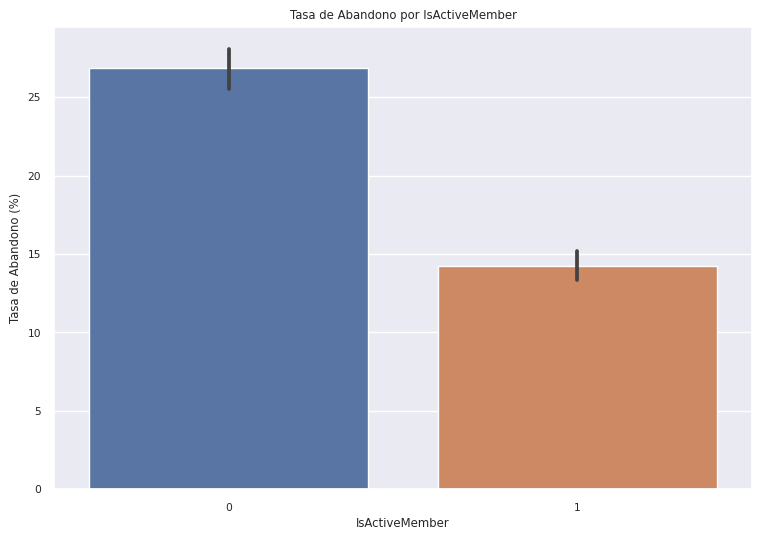 Tasa de Abandono por IsActiveMember
Tasa de Abandono (%)
25
20
15
10
5
0
0
1
IsActiveMember